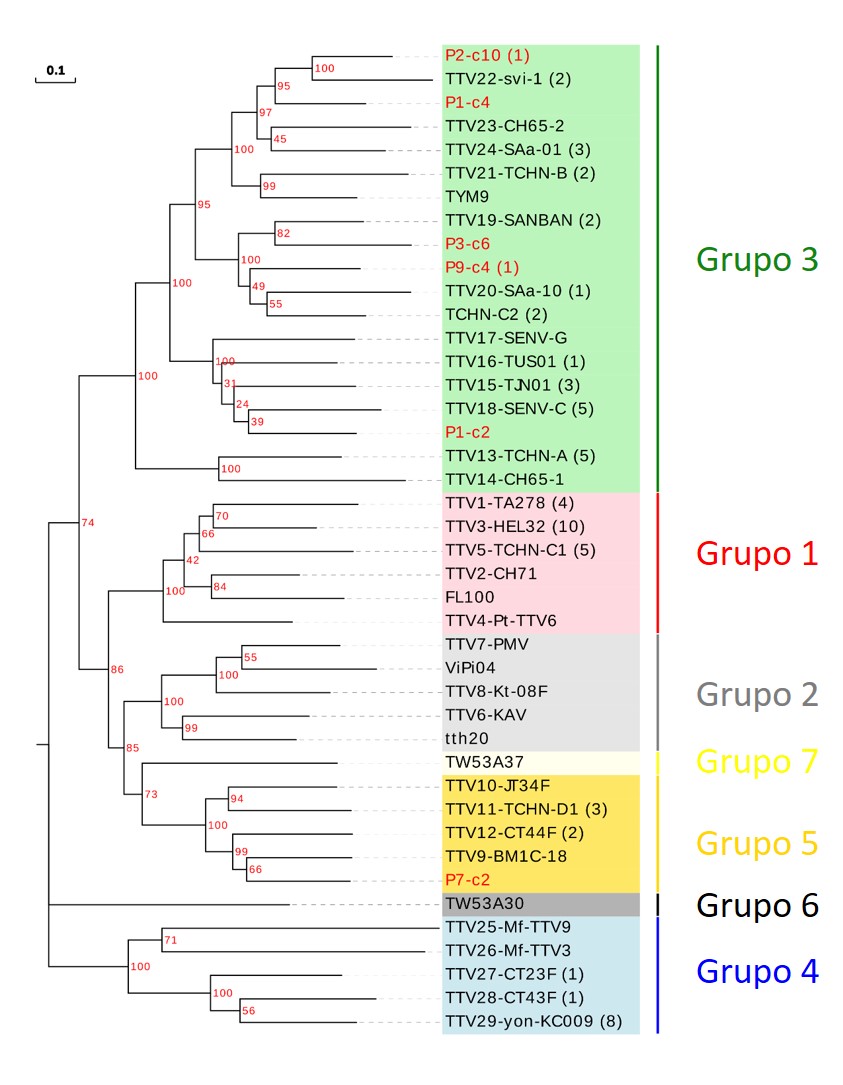 0.1
P2-c10 (1)
TTV22-svi-1 (2)
P1-c4
TTV23-CH65-2
TTV24-SAa-01 (3)
TTV21-TCHN-B (2)
TYM9
TTV19-SANBAN (2)
P3-c6
P9-c4 (1)
TTV20-SAa-10 (1)
TCHN-C2 (2)
TTV17-SENV-G
TTV16-TUS01 (1)
TTV15-TJN01 (3)
TTV18-SENV-C (5)
P1-c2
TTV13-TCHN-A (5)
TTV14-CH65-1
Grupo 3
TTV1-TA278 (4)
TTV3-HEL32 (10)
TTV5-TCHN-C1 (5)
TTV2-CH71
FL100
TTV4-Pt-TTV6
Grupo 1
TTV7-PMV
ViPi04
TTV8-Kt-08F
TTV6-KAV
tth20
Grupo 2
TW53A37
Grupo 7
TTV10-JT34F
TTV11-TCHN-D1 (3)
TTV12-CT44F (2)
TTV9-BM1C-18
P7-c2
Grupo 5
TW53A30
Grupo 6
TTV25-Mf-TTV9
TTV26-Mf-TTV3
TTV27-CT23F (1)
TTV28-CT43F (1)
TTV29-yon-KC009 (8)
Grupo 4
100
95
97
45
100
99
95
82
100
49
55
100
100
31
24
39
100
100
74
70
66
42
84
100
86
55
100
100
99
85
73
94
100
99
66
71
100
100
56